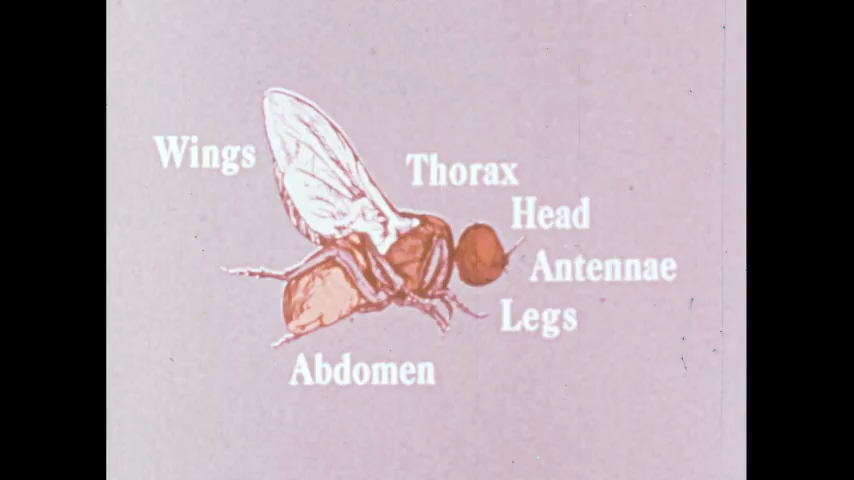 Wings
Thorax
Head
Antennae
Legs
Abdomen